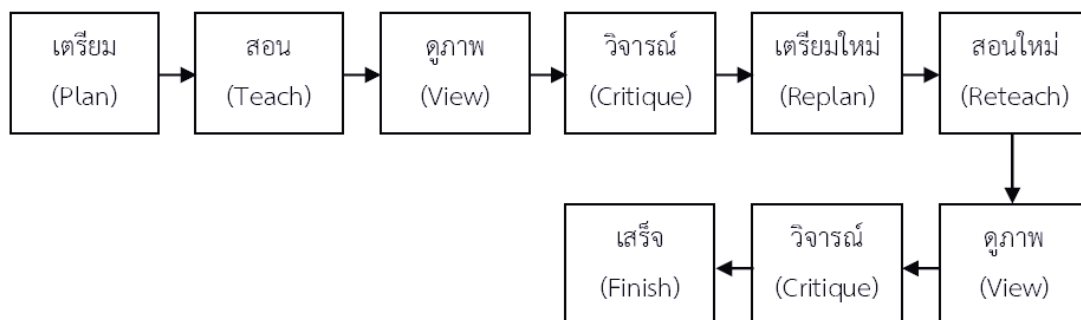 เตรียม
(Plan)
สอน
(Teach)
ดูภาพ
(View)
วิจารณ์
(Critique)
เตรียมใหม่
(Replan)
สอนใหม่
(Reteach)
ดูภาพ
(View)
วิจารณ์
(Critique)
เสร็จ
(Finish)